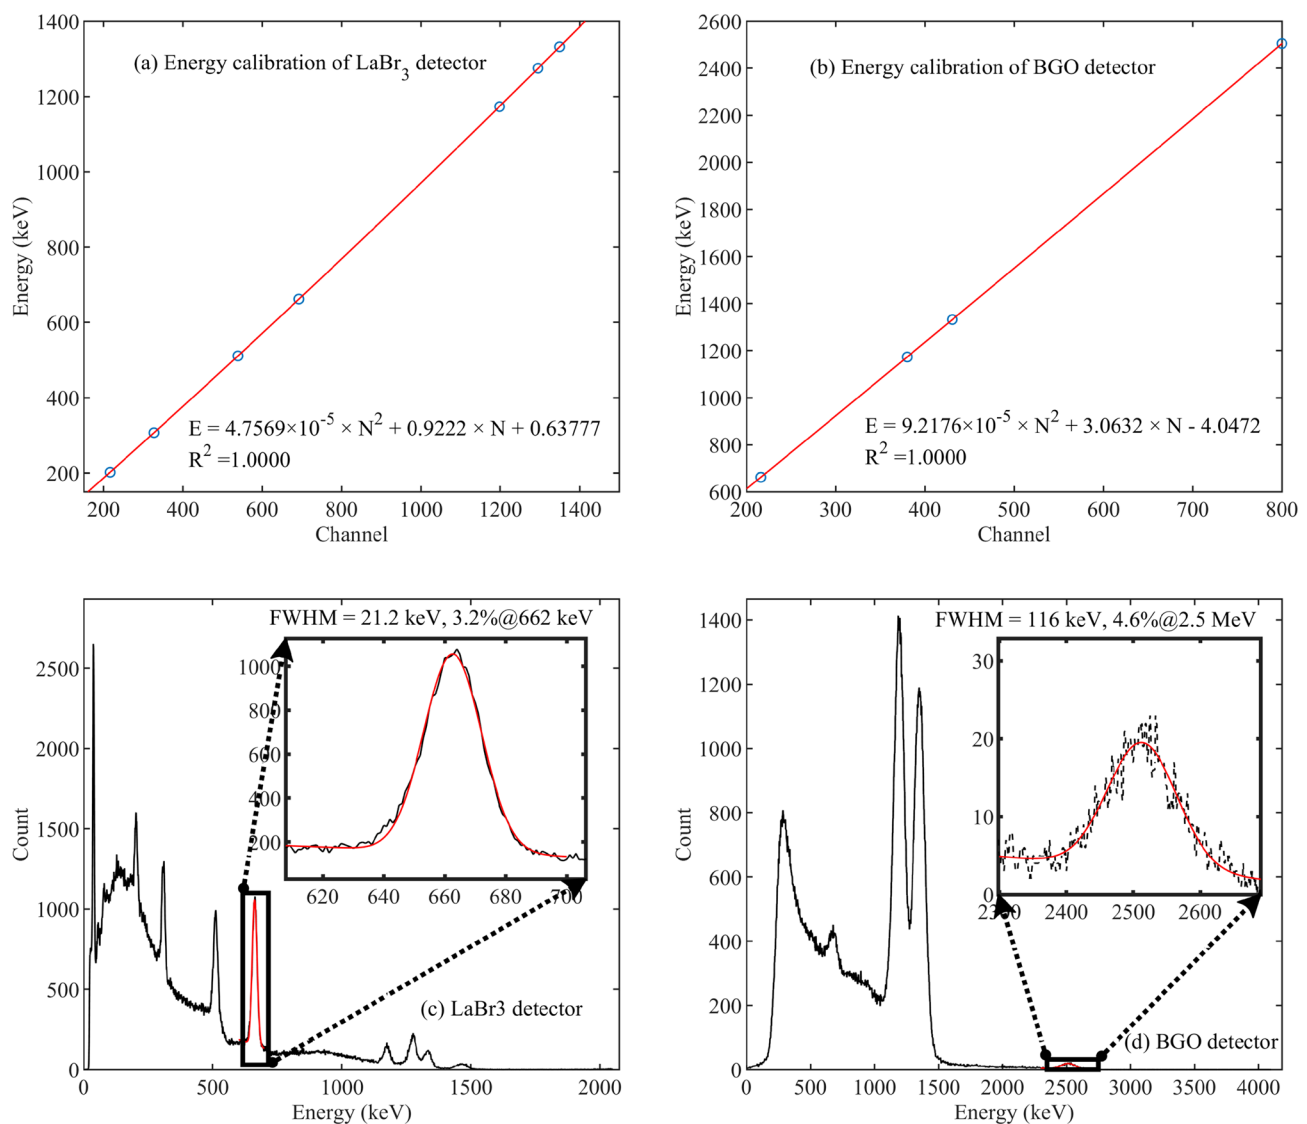 (a) Energy calibration of LaBr3 detector
1400
1200
1000
800
600
400
200
Energy (keV)
E = 4.7569×10-5 × N2 + 0.9222 × N + 0.63777
R2 =1.0000
200 400 600 800 1000 1200 1400
Channel
(b) Energy calibration of BGO detector
2600
2400
2200
2000
1800
1600
1400
1200
1000
800
600
Energy (keV)
E = 9.2176×10-5 × N2 + 3.0632 × N - 4.0472
R2 =1.0000
200 300 400 500 600 700 800
Channel
FWHM = 21.2 keV, 3.2%@662 keV
2500
2000
1500
1000
500
0
Count
1000
800
600
400
200
620 640 660 680 700
(c) LaBr3 detector
0 500 1000 1500 2000
Energy (keV)
FWHM = 116 keV, 4.6%@2.5 MeV
1400
1200
1000
800
600
400
200
0
Count
30
20
10
0
2300 2400 2500 2600
(d) BGO detector
0 500 1000 1500 2000 2500 3000 3500 4000
Energy (keV)